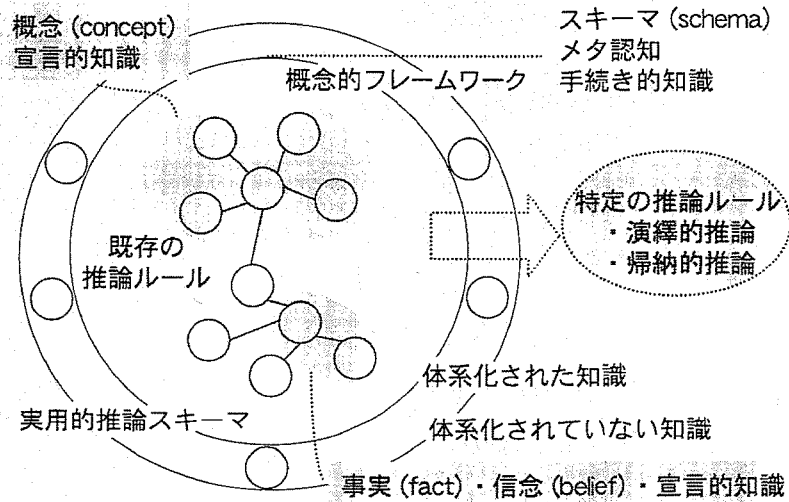 概念 (concept)
宣言的知識
スキーマ (schema)
メタ認知
手続き的知識
概念的フレームワーク
特定の推論ルール
・演繹的推論
・帰納的推論
既存の
推論ルール
体系化された知識
実用的推論スキーマ
体系化されていない知識
事実 (fact)・信念 (belief)・宣言的知識